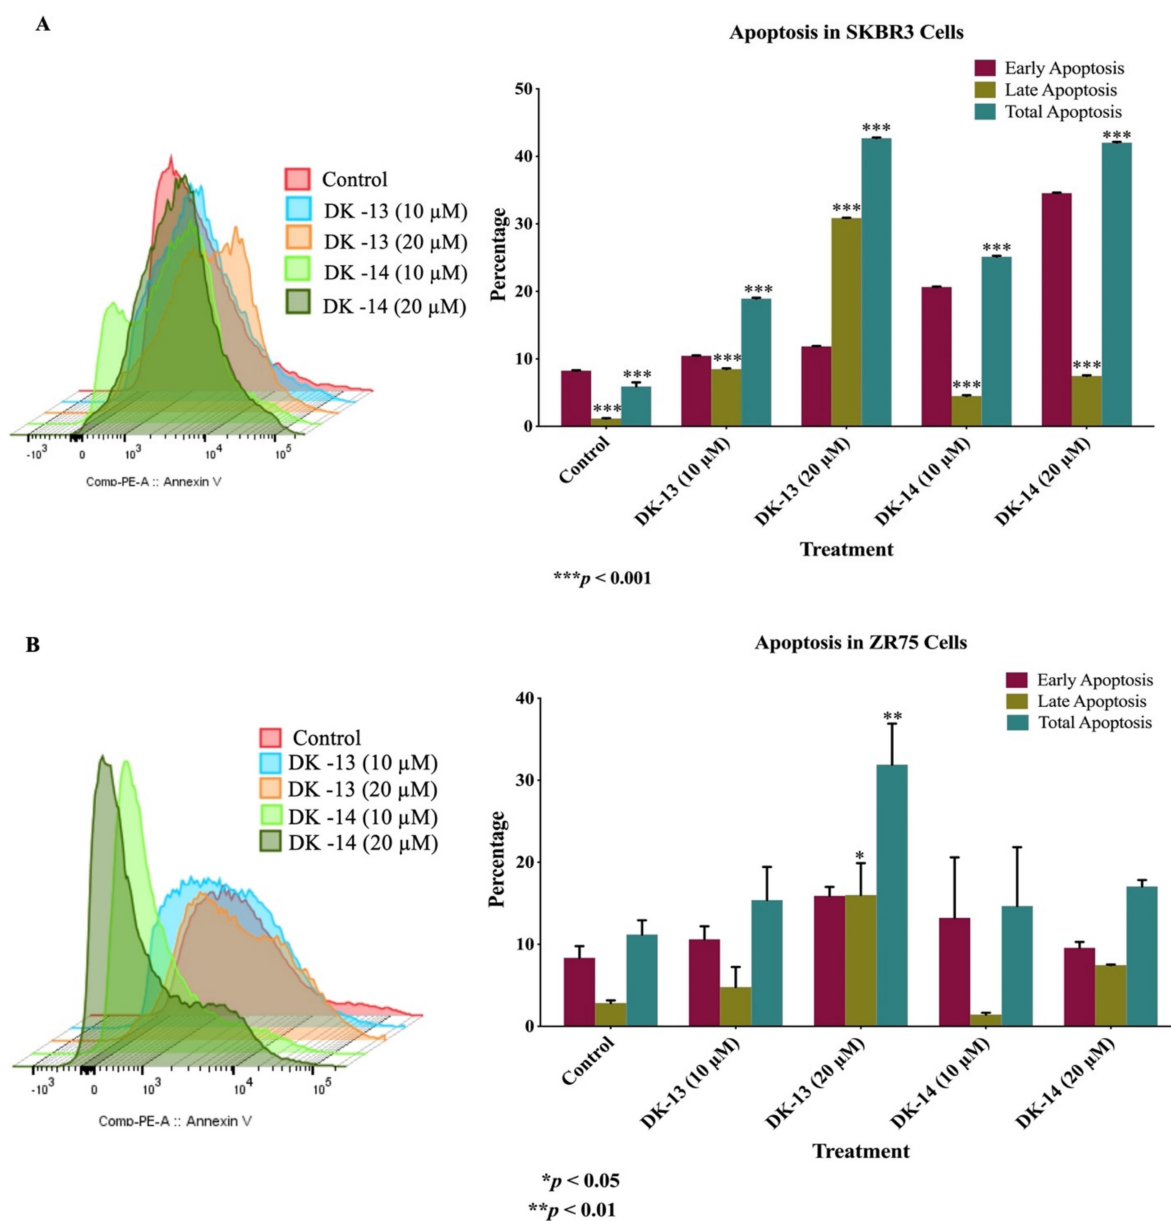 A
Control
DK -13 (10 µM)
DK -13 (20 µM)
DK -14 (10 µM)
DK -14 (20 µM)
-10³ 0 10³ 10⁴ 10⁵
Comp-PE-A :: Annexin V
Apoptosis in SKBR3 Cells
Early Apoptosis
Late Apoptosis
Total Apoptosis
Percentage
50
40
30
20
10
0
*** *** *** *** *** *** *** *** *** ***
Control
DK-13 (10 µM)
DK-13 (20 µM)
DK-14 (10 µM)
DK-14 (20 µM)
Treatment
***p < 0.001
B
Control
DK -13 (10 µM)
DK -13 (20 µM)
DK -14 (10 µM)
DK -14 (20 µM)
-10³ 0 10³ 10⁴ 10⁵
Comp-PE-A :: Annexin V
Apoptosis in ZR75 Cells
Early Apoptosis
Late Apoptosis
Total Apoptosis
Percentage
40
30
20
10
0
* **
Control
DK-13 (10 µM)
DK-13 (20 µM)
DK-14 (10 µM)
DK-14 (20 µM)
Treatment
*p < 0.05
**p < 0.01